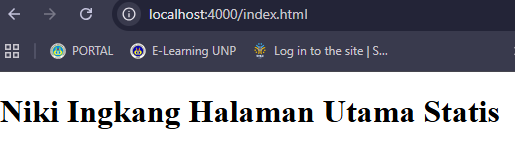 localhost:4000/index.html
PORTAL E-Learning UNP Log in to the site | S...
Niki Ingkang Halaman Utama Statis